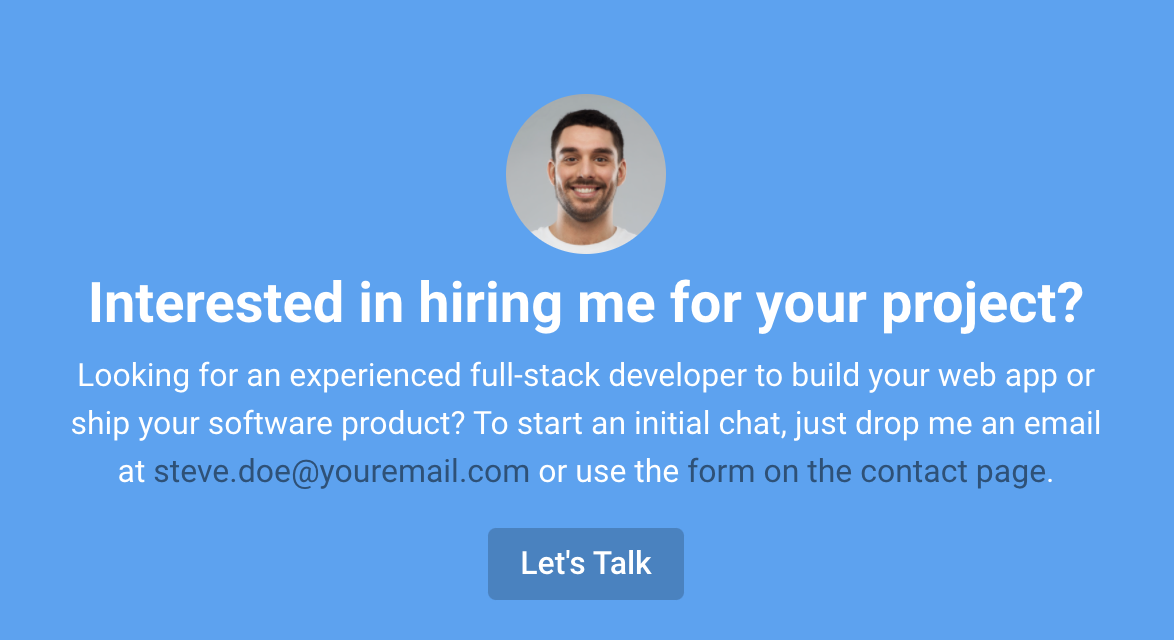 Interested in hiring me for your project?
Looking for an experienced full-stack developer to build your web app or
ship your software product? To start an initial chat, just drop me an email
at steve.doe@youremail.com or use the form on the contact page.
Let's Talk